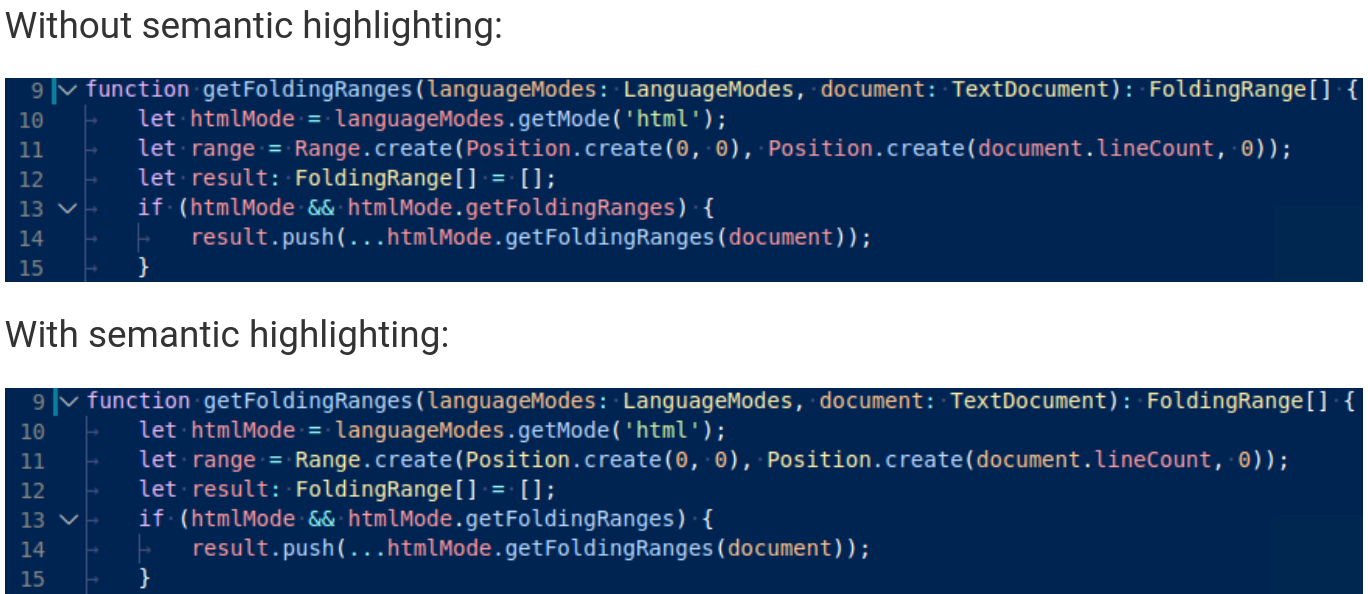 Without semantic highlighting:
9 function getFoldingRanges(languageModes: LanguageModes, document: TextDocument): FoldingRange[] {
10 let htmlMode = languageModes.getMode('html');
11 let range = Range.create(Position.create(0, 0), Position.create(document.lineCount, 0));
12 let result: FoldingRange[] = [];
13 if (htmlMode && htmlMode.getFoldingRanges) {
14 result.push(...htmlMode.getFoldingRanges(document));
15 }
With semantic highlighting:
9 function getFoldingRanges(languageModes: LanguageModes, document: TextDocument): FoldingRange[] {
10 let htmlMode = languageModes.getMode('html');
11 let range = Range.create(Position.create(0, 0), Position.create(document.lineCount, 0));
12 let result: FoldingRange[] = [];
13 if (htmlMode && htmlMode.getFoldingRanges) {
14 result.push(...htmlMode.getFoldingRanges(document));
15 }